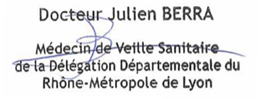 Docteur Julien BERRA
Médecin de Veille Sanitaire
de la Délégation Départementale du
Rhône-Métropole de Lyon